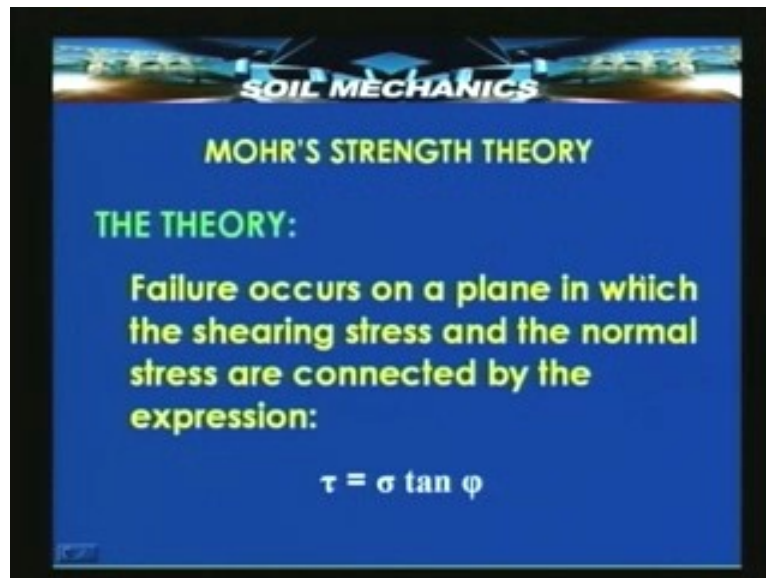 SOIL MECHANICS
MOHR'S STRENGTH THEORY
THE THEORY:
Failure occurs on a plane in which
the shearing stress and the normal
stress are connected by the
expression:
τ = σ tan φ